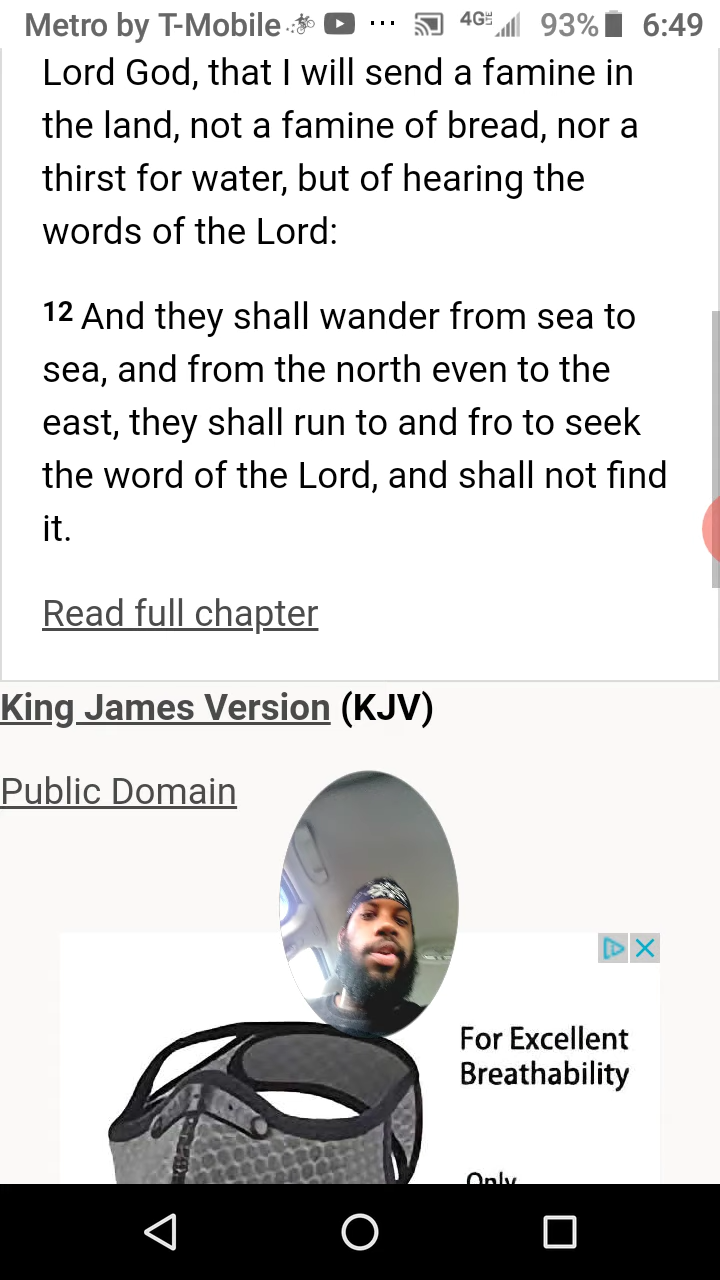 Metro by T-Mobile ... 4G LTE 93% 6:49
Lord God, that I will send a famine in
the land, not a famine of bread, nor a
thirst for water, but of hearing the
words of the Lord:
12 And they shall wander from sea to
sea, and from the north even to the
east, they shall run to and fro to seek
the word of the Lord, and shall not find
it.
Read full chapter
King James Version (KJV)
Public Domain
For Excellent
Breathability
Only